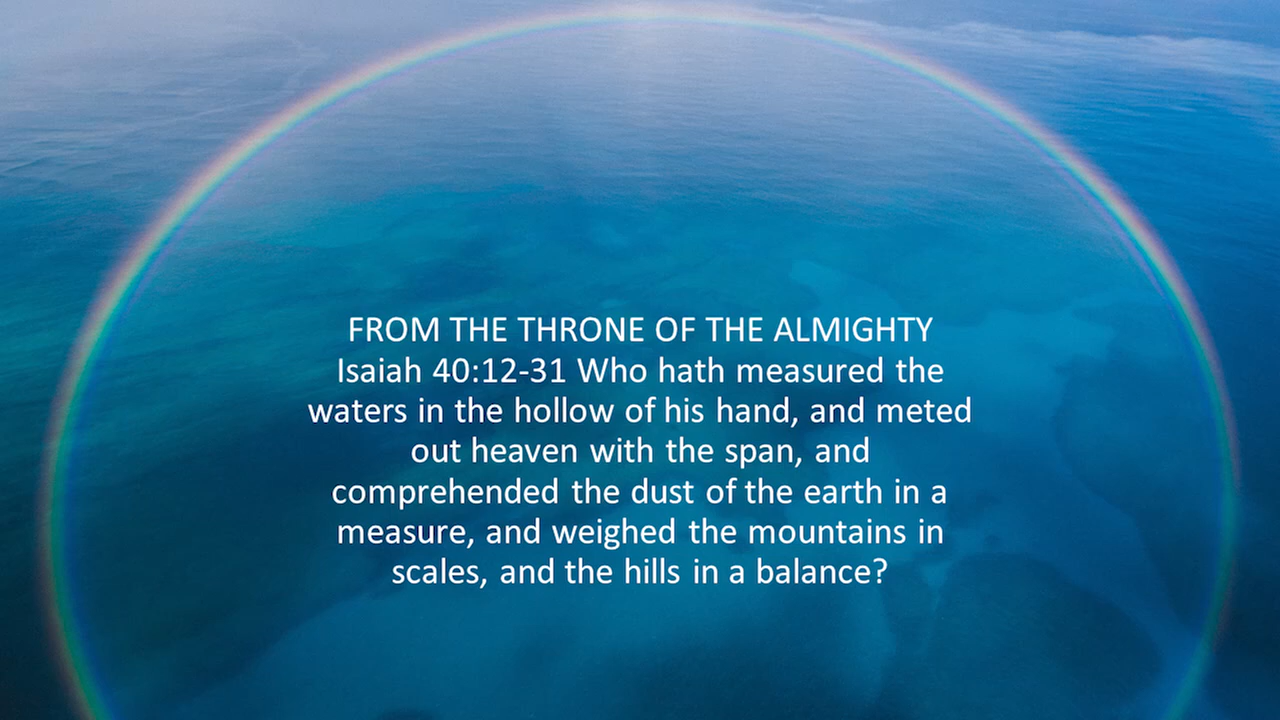 FROM THE THRONE OF THE ALMIGHTY
Isaiah 40:12-31 Who hath measured the
waters in the hollow of his hand, and meted
out heaven with the span, and
comprehended the dust of the earth in a
measure, and weighed the mountains in
scales, and the hills in a balance?